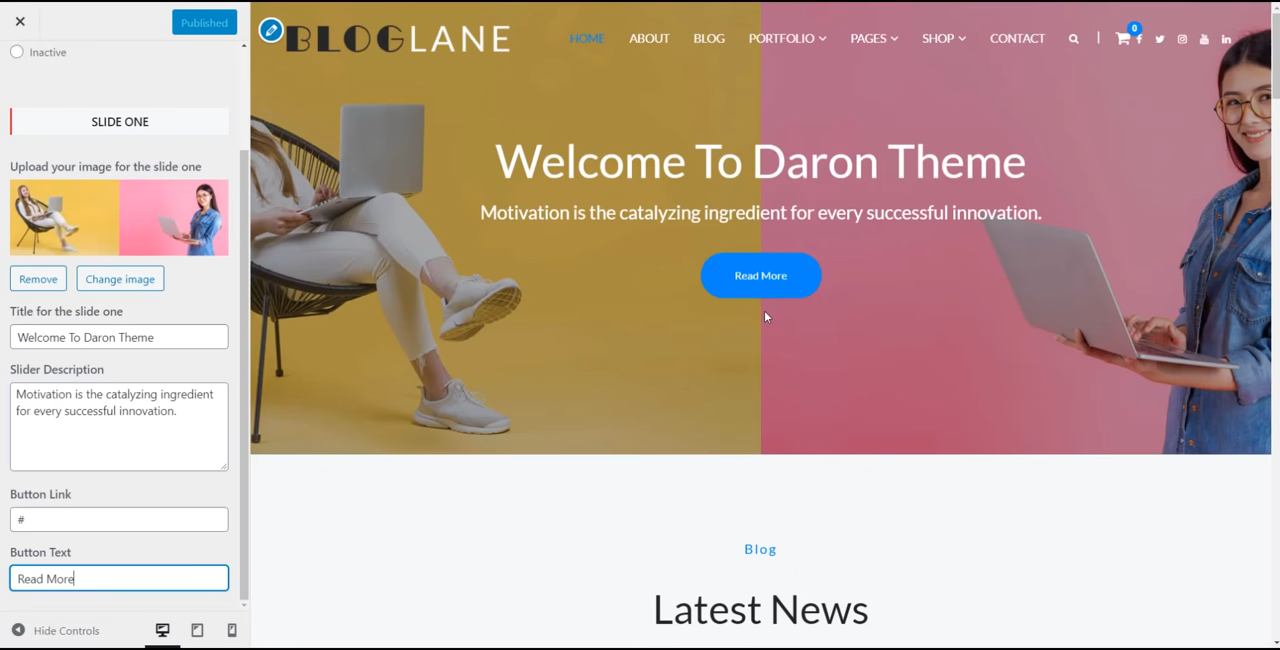 Published
Inactive
SLIDE ONE
Upload your image for the slide one
Remove
Change image
Title for the slide one
Welcome To Daron Theme
Slider Description
Motivation is the catalyzing ingredient
for every successful innovation.
Button Link
#
Button Text
Read More
Hide Controls
BLOGLANE
HOME ABOUT BLOG PORTFOLIO PAGES SHOP CONTACT | 0
Welcome To Daron Theme
Motivation is the catalyzing ingredient for every successful innovation.
Read More
Blog
Latest News